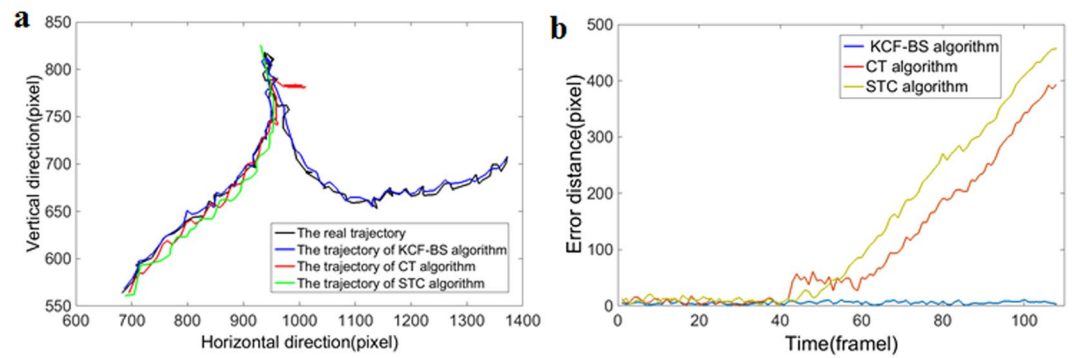 a
850
800
750
700
650
600
550
600 700 800 900 1000 1100 1200 1300 1400
Vertical direction(pixel)
Horizontal direction(pixel)
The real trajectory
The trajectory of KCF-BS algorithm
The trajectory of CT algorithm
The trajectory of STC algorithm
b
500
400
300
200
100
0
0 20 40 60 80 100
Error distance(pixel)
Time(framel)
KCF-BS algorithm
CT algorithm
STC algorithm